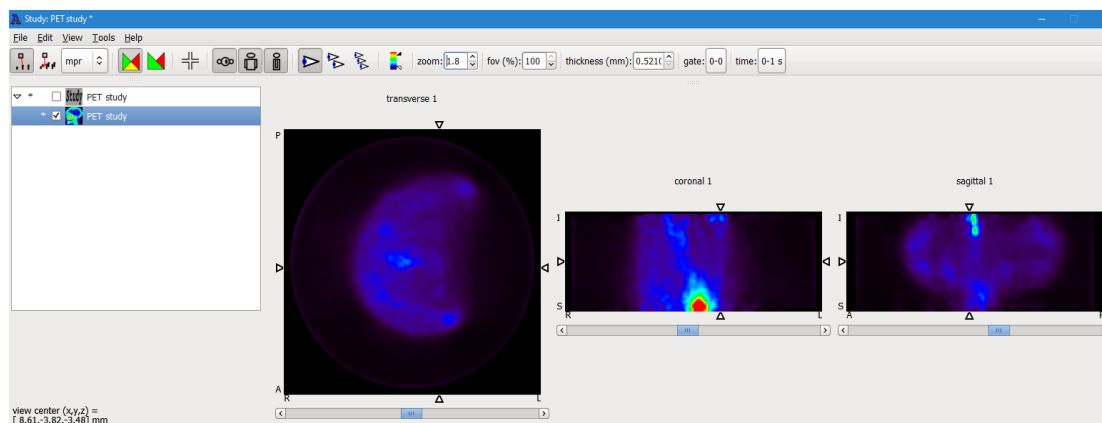 Study: PET study *
File Edit View Tools Help
mpr zoom: 1.8 fov (%): 100 thickness (mm): 0.521( gate: 0-0 time: 0-1 s
* Study PET study
* PET study
transverse 1
P
A
R L
coronal 1
I
S
R L
sagittal 1
I
S
A
view center (x,y,z) =
[ 8.61,-3.82,-3.48] mm